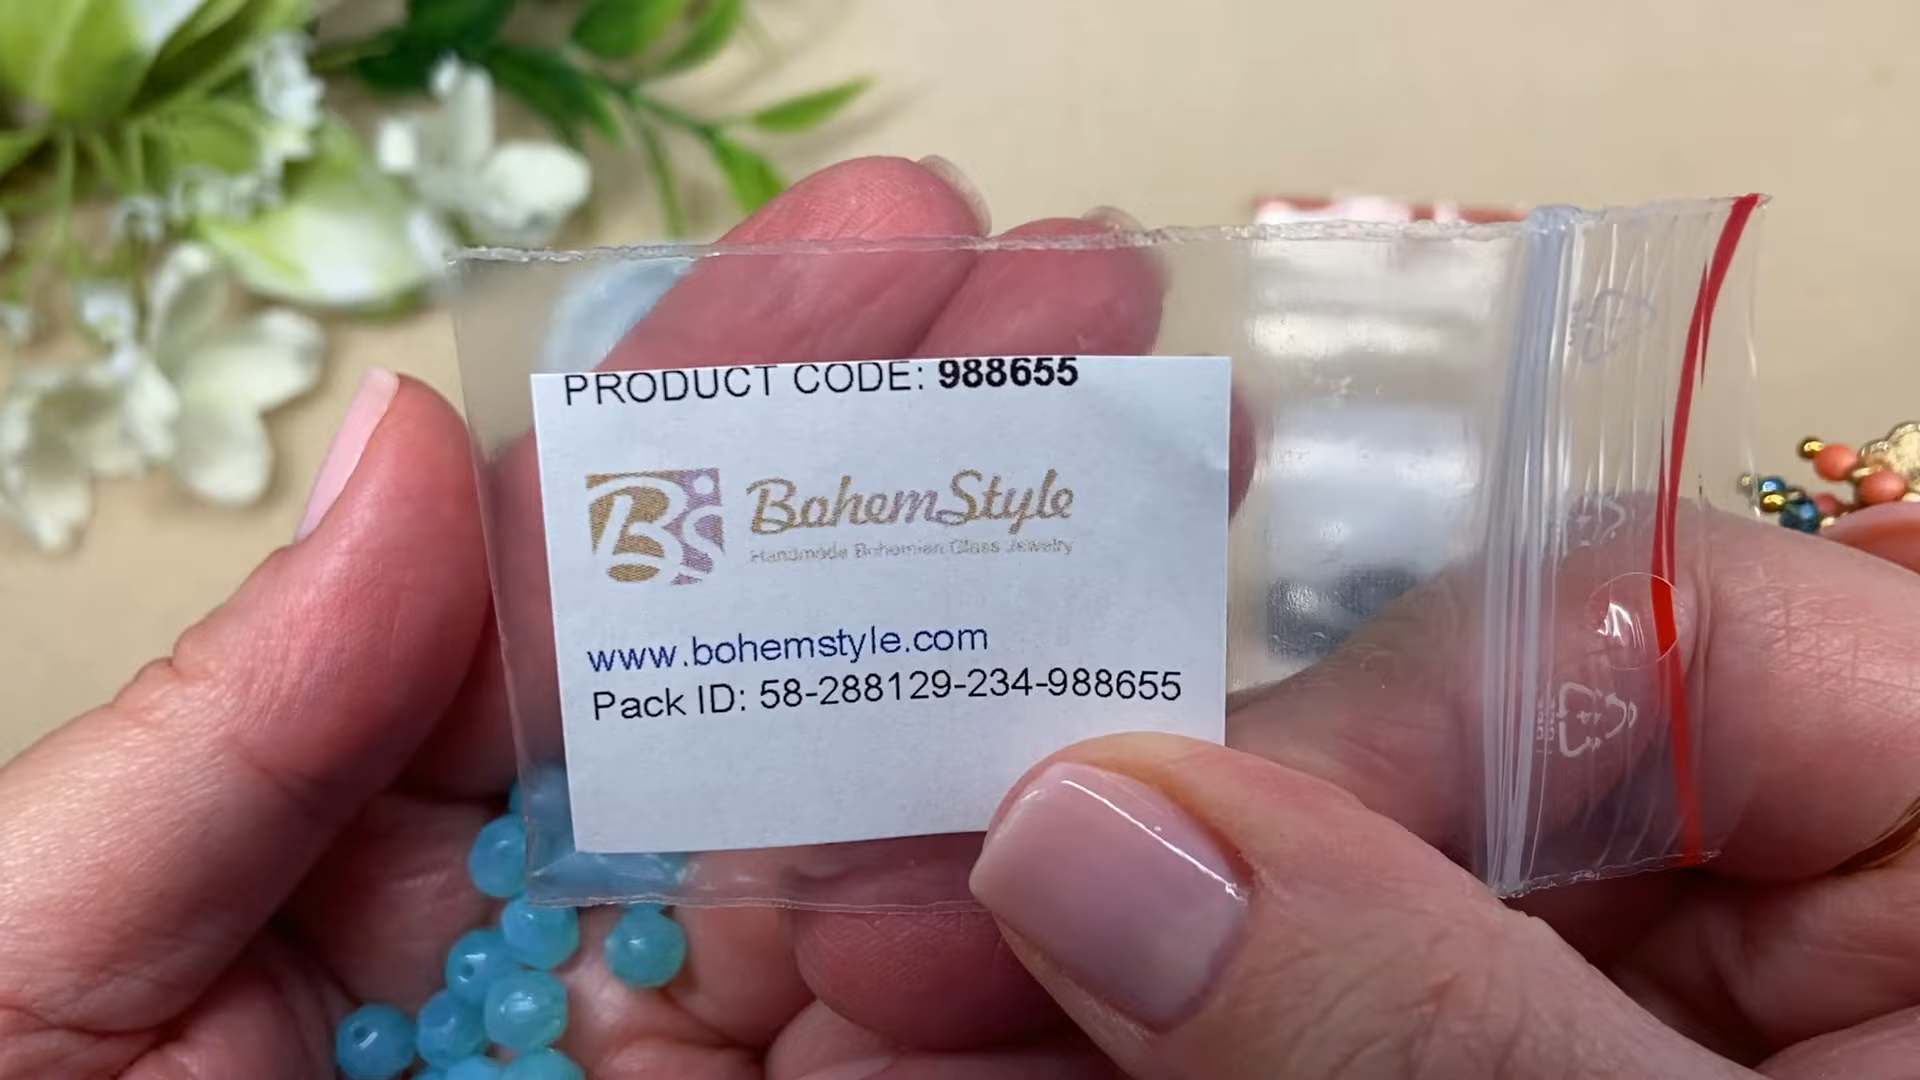 PRODUCT CODE: 988655
BS
BohemStyle
Handmade Bohemian Glass Jewelry
www.bohemstyle.com
Pack ID: 58-288129-234-988655